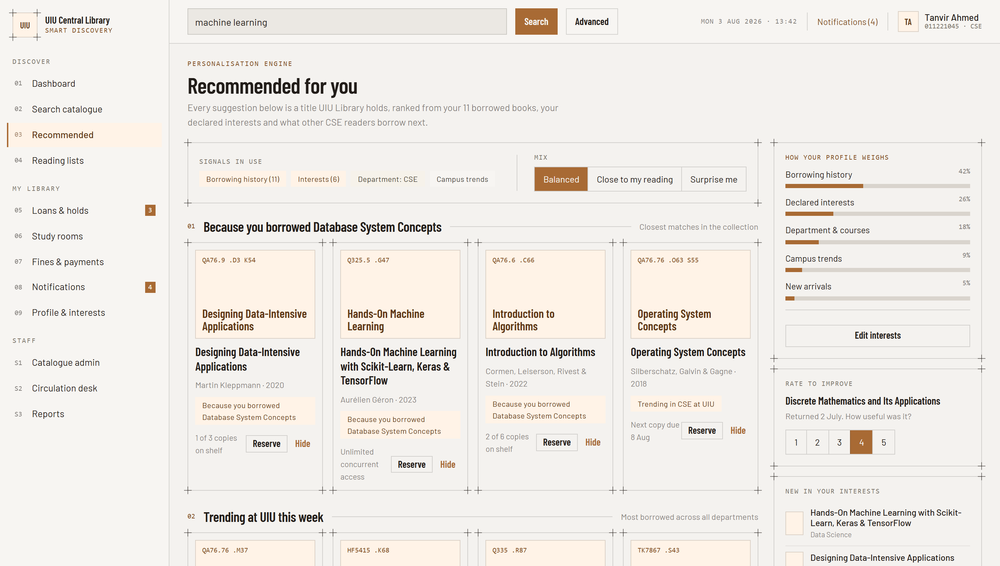 UIU
UIU Central Library
SMART DISCOVERY
DISCOVER
01 Dashboard
02 Search catalogue
03 Recommended
04 Reading lists
MY LIBRARY
05 Loans & holds 3
06 Study rooms
07 Fines & payments
08 Notifications 4
09 Profile & interests
STAFF
S1 Catalogue admin
S2 Circulation desk
S3 Reports
machine learning
Search
Advanced
MON 3 AUG 2026 · 13:42
Notifications (4)
TA
Tanvir Ahmed
011221045 · CSE
PERSONALISATION ENGINE
Recommended for you
Every suggestion below is a title UIU Library holds, ranked from your 11 borrowed books, your
declared interests and what other CSE readers borrow next.
SIGNALS IN USE
Borrowing history (11)
Interests (6)
Department: CSE
Campus trends
MIX
Balanced
Close to my reading
Surprise me
01 Because you borrowed Database System Concepts
Closest matches in the collection
QA76.9 .D3 K54
Designing Data-Intensive
Applications
Designing Data-Intensive
Applications
Martin Kleppmann · 2020
Because you borrowed
Database System Concepts
1 of 3 copies
on shelf
Reserve
Hide
Q325.5 .G47
Hands-On Machine
Learning
Hands-On Machine Learning
with Scikit-Learn, Keras &
TensorFlow
Aurélien Géron · 2023
Because you borrowed
Database System Concepts
Unlimited
concurrent
access
Reserve
Hide
QA76.6 .C66
Introduction to
Algorithms
Introduction to Algorithms
Cormen, Leiserson, Rivest &
Stein · 2022
Because you borrowed
Database System Concepts
2 of 6 copies
on shelf
Reserve
Hide
QA76.76 .O63 S55
Operating System
Concepts
Operating System Concepts
Silberschatz, Galvin & Gagne ·
2018
Trending in CSE at UIU
Next copy due
8 Aug
Reserve
Hide
02 Trending at UIU this week
Most borrowed across all departments
QA76.76 .M37
HF5415 .K68
Q335 .R87
TK7867 .S43
HOW YOUR PROFILE WEIGHS
Borrowing history 42%
Declared interests 26%
Department & courses 18%
Campus trends 9%
New arrivals 5%
Edit interests
RATE TO IMPROVE
Discrete Mathematics and Its Applications
Returned 2 July. How useful was it?
1 2 3 4 5
NEW IN YOUR INTERESTS
Hands-On Machine Learning with Scikit-
Learn, Keras & TensorFlow
Data Science
Designing Data-Intensive Applications